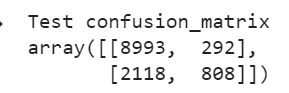 Test confusion_matrix
array([[8993, 292],
[2118, 808]])